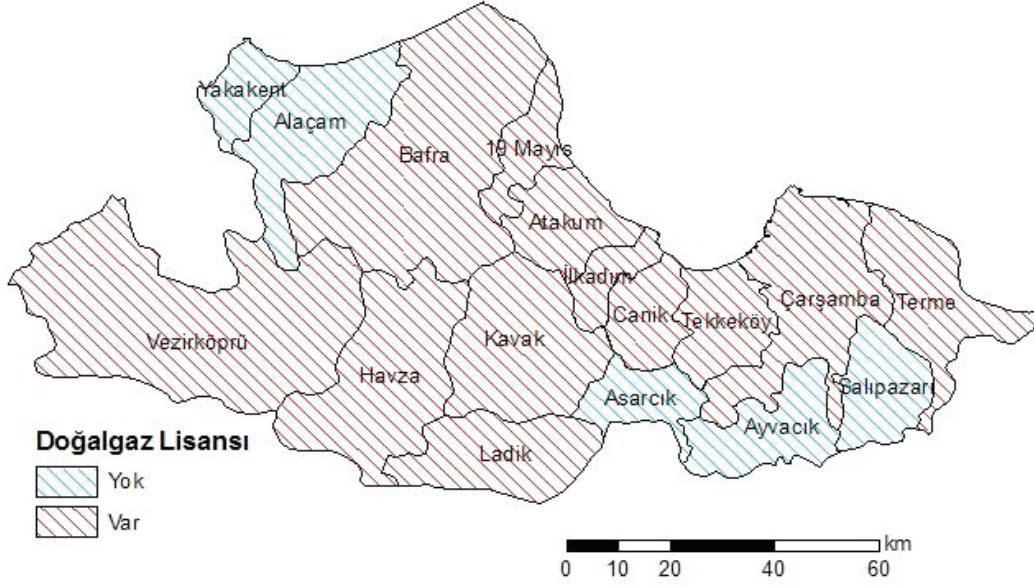 Yakakent
Alaçam
Bafra
19 Mayıs
Atakum
İlkadım
Canik
Tekkeköy
Çarşamba
Terme
Vezirköprü
Havza
Kavak
Asarcık
Salıpazarı
Ayvacık
Ladik
Doğalgaz Lisansı
Yok
Var
km
0 10 20 40 60